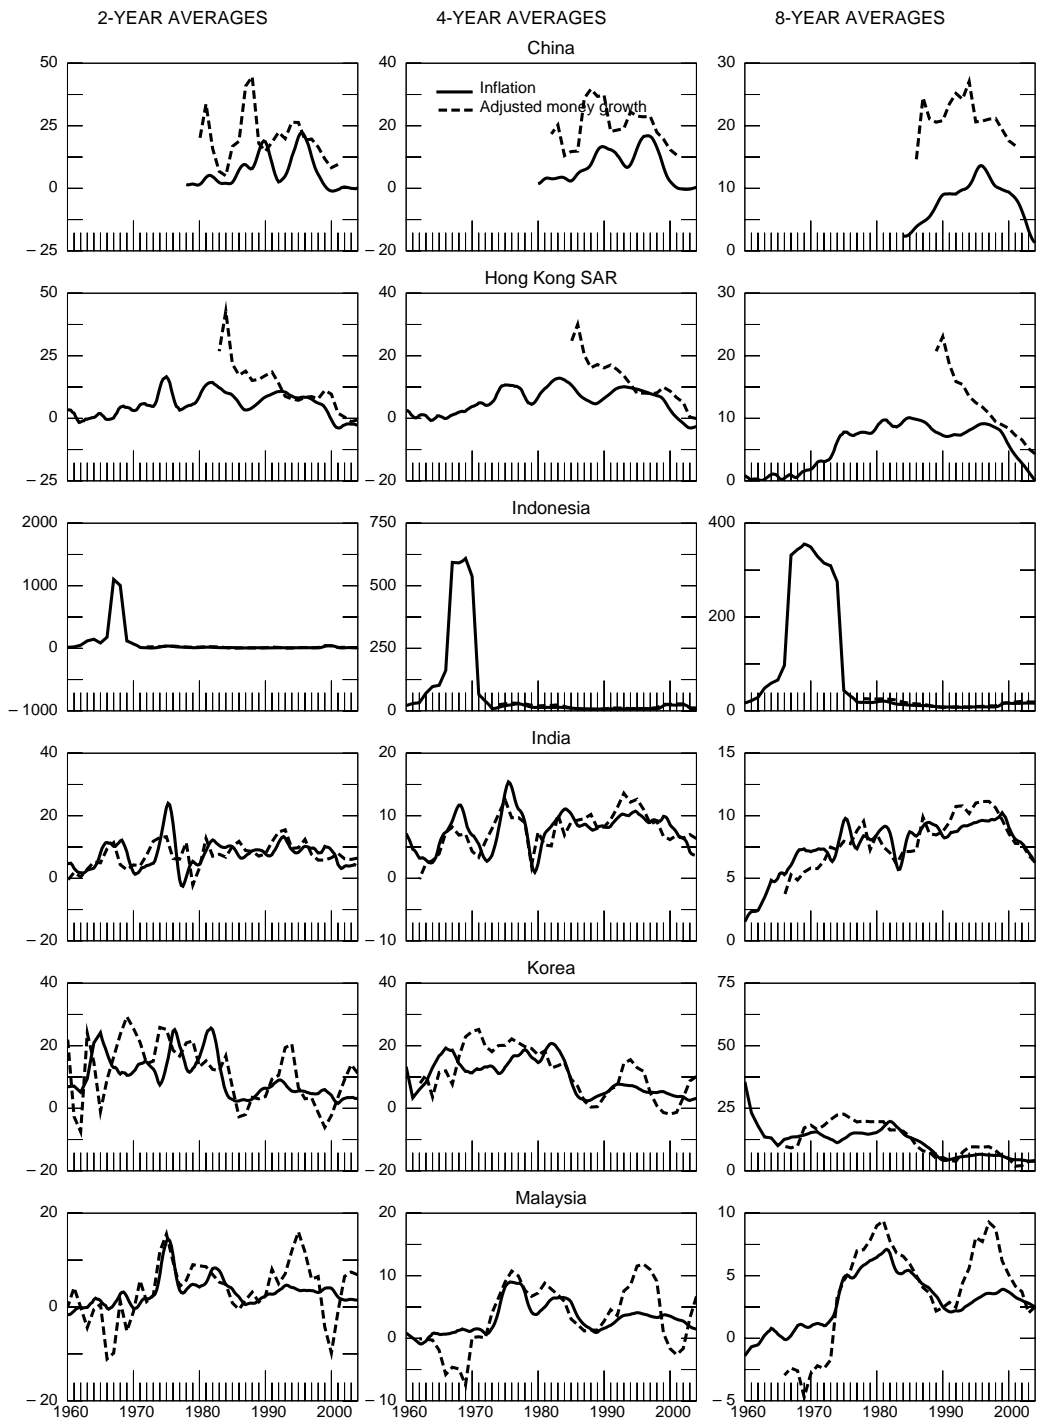 2-YEAR AVERAGES 4-YEAR AVERAGES 8-YEAR AVERAGES
China
50 40 30
Inflation
Adjusted money growth
25 20 20
0 0 10
– 25 – 20 0
Hong Kong SAR
50 40 30
25 20 20
0 0 10
– 25 – 20 0
Indonesia
2000 750 400
1000 500
200
0 250
– 1000 0 0
India
40 20 15
20 10 10
0 0 5
– 20 – 10 0
Korea
40 40 75
20 20 50
0 0 25
– 20 – 20 0
Malaysia
20 20 10
10 10 5
0 0 0
– 20 – 10 – 5
1960 1970 1980 1990 2000 1960 1970 1980 1990 2000 1960 1970 1980 1990 2000